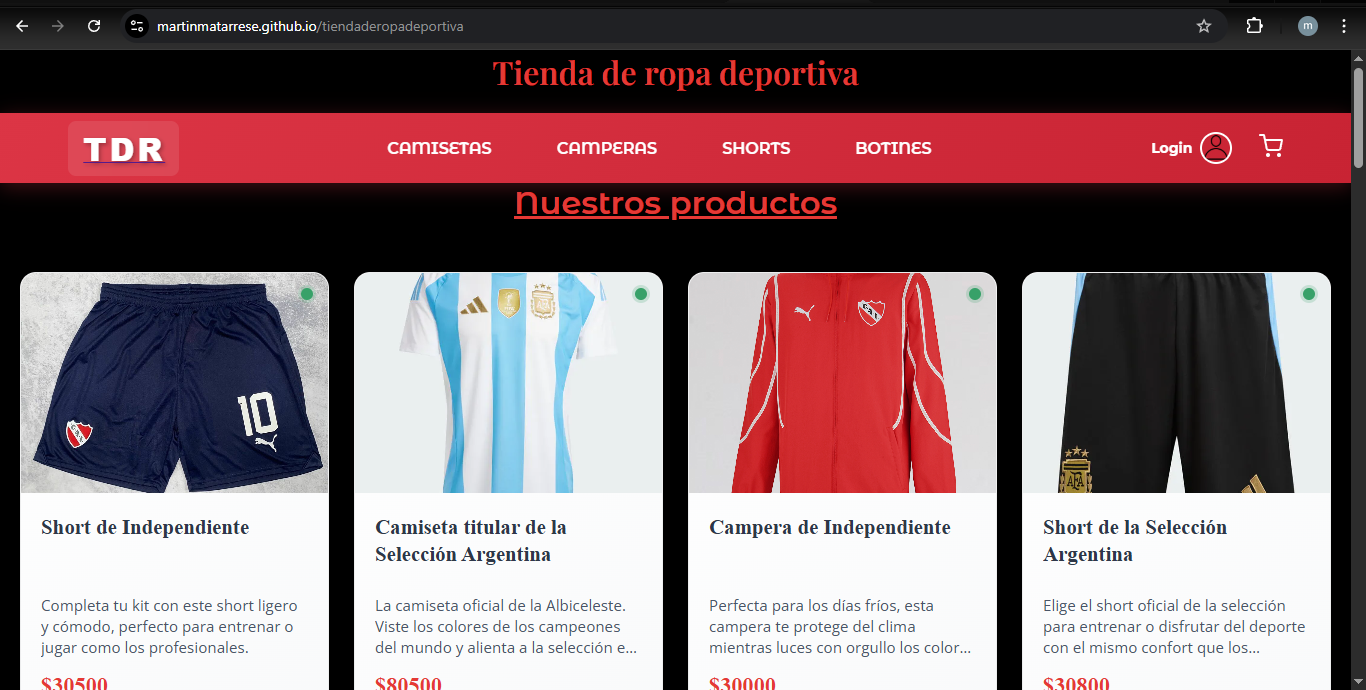 martinmatarrese.github.io/tiendaderopadeportiva
m
Tienda de ropa deportiva
TDR
CAMISETAS
CAMPERAS
SHORTS
BOTINES
Login
Nuestros productos
10
Short de Independiente
Completa tu kit con este short ligero
y cómodo, perfecto para entrenar o
jugar como los profesionales.
$30500
Camiseta titular de la
Selección Argentina
La camiseta oficial de la Albiceleste.
Viste los colores de los campeones
del mundo y alienta a la selección e...
$80500
Campera de Independiente
Perfecta para los días fríos, esta
campera te protege del clima
mientras luces con orgullo los color...
$30000
AFA
Short de la Selección
Argentina
Elige el short oficial de la selección
para entrenar o disfrutar del deporte
con el mismo confort que los...
$30800